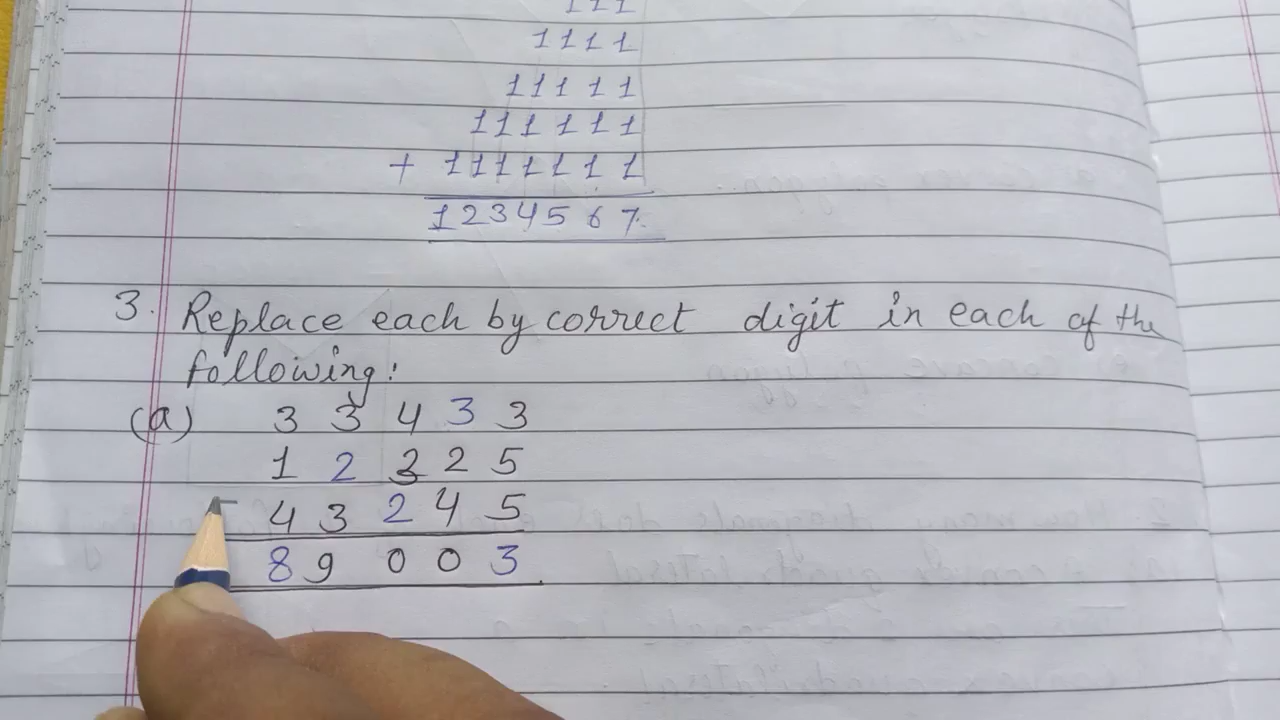 111
1111
11111
111111
+ 1111111
1234567
3. Replace each by correct digit in each of the
following:
(a) 3 3 4 3 3
1 2 3 2 5
4 3 2 4 5
8 9 0 0 3